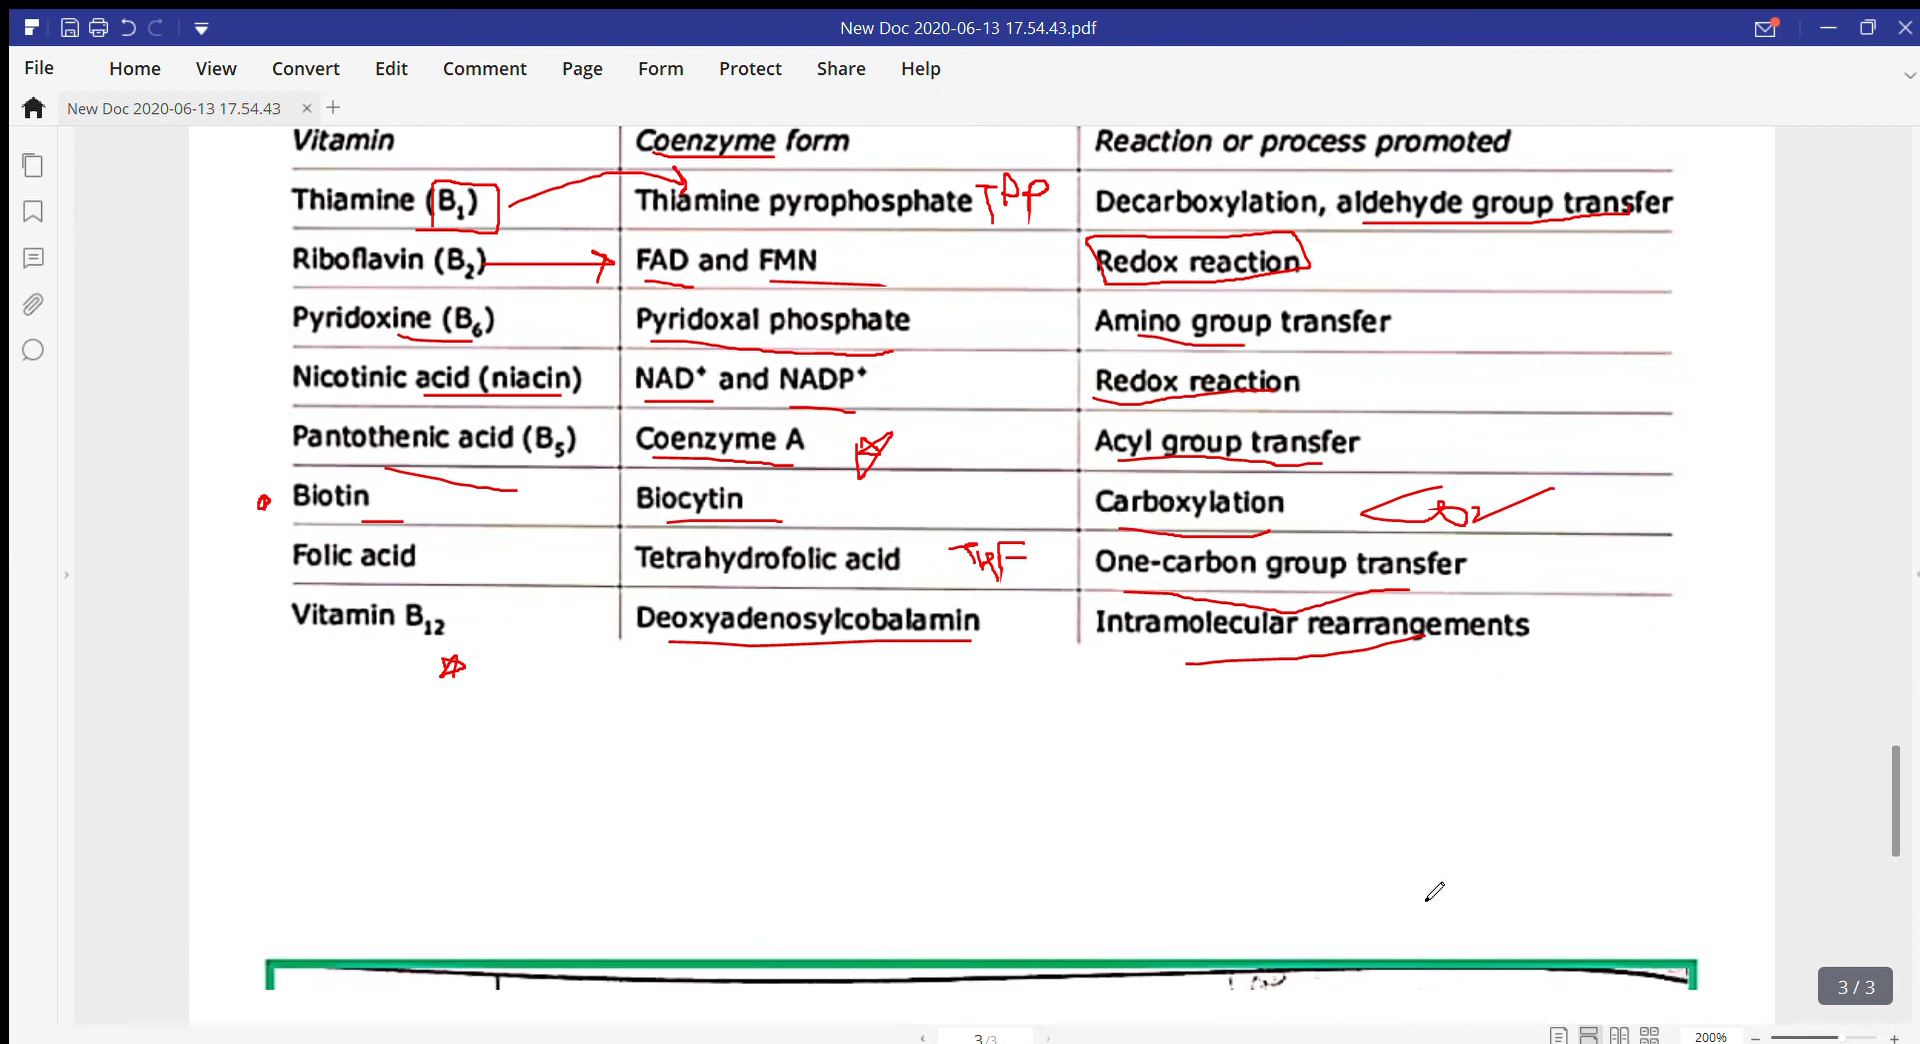 New Doc 2020-06-13 17.54.43.pdf
File Home View Convert Edit Comment Page Form Protect Share Help
New Doc 2020-06-13 17.54.43
Vitamin Coenzyme form Reaction or process promoted
Thiamine (B₁) Thiamine pyrophosphate TPP Decarboxylation, aldehyde group transfer
Riboflavin (B₂) FAD and FMN Redox reaction
Pyridoxine (B₆) Pyridoxal phosphate Amino group transfer
Nicotinic acid (niacin) NAD⁺ and NADP⁺ Redox reaction
Pantothenic acid (B₅) Coenzyme A Acyl group transfer
Biotin Biocytin Carboxylation
Folic acid Tetrahydrofolic acid THF One-carbon group transfer
Vitamin B₁₂ Deoxyadenosylcobalamin Intramolecular rearrangements
3 / 3
3 /3
200%